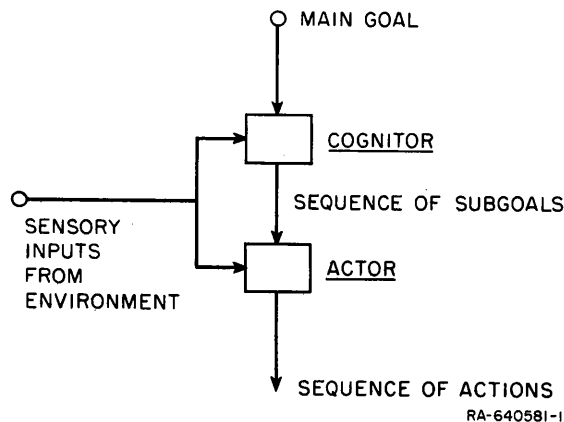 MAIN GOAL
COGNITOR
SEQUENCE OF SUBGOALS
SENSORY
INPUTS
FROM
ENVIRONMENT
ACTOR
SEQUENCE OF ACTIONS
RA-640581-1